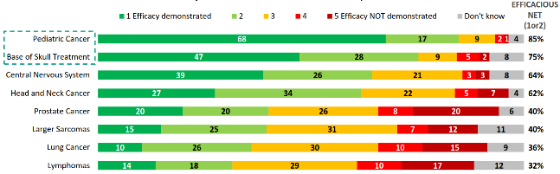 EFFICACIOUS
NET
(1or2)
1 Efficacy demonstrated 2 3 4 5 Efficacy NOT demonstrated Don't know
Pediatric Cancer 68 17 9 2 1 4 85%
Base of Skull Treatment 47 28 9 5 2 8 75%
Central Nervous System 39 26 21 3 3 8 64%
Head and Neck Cancer 27 34 22 5 7 4 62%
Prostate Cancer 20 20 26 8 20 6 40%
Larger Sarcomas 15 25 31 7 12 11 40%
Lung Cancer 10 26 30 10 15 9 36%
Lymphomas 14 18 29 10 17 12 32%